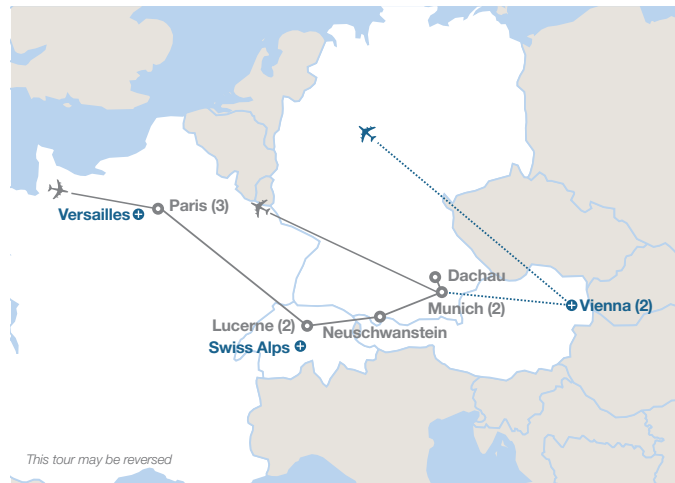 Paris (3)
Versailles
Dachau
Munich (2)
Vienna (2)
Lucerne (2)
Neuschwanstein
Swiss Alps
This tour may be reversed